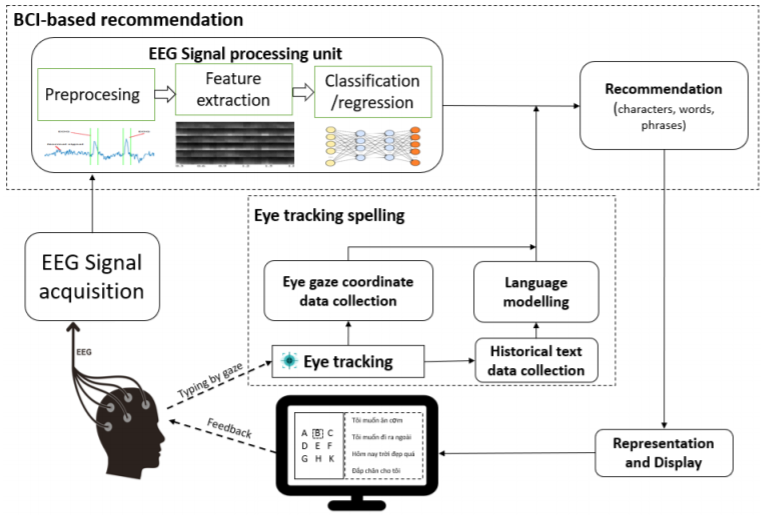 BCI-based recommendation
EEG Signal processing unit
Preprocesing
Feature
extraction
Classification
/regression
Recommendation
(characters, words,
phrases)
Eye tracking spelling
EEG Signal
acquisition
Eye gaze coordinate
data collection
Language
modelling
EEG
Typing by gaze
Eye tracking
Historical text
data collection
Feedback
A B C
D E F
G H K
Tôi muốn ăn cơm
Tôi muốn đi ra ngoài
Hôm nay trời đẹp quá
Đắp chăn cho tôi
Representation
and Display